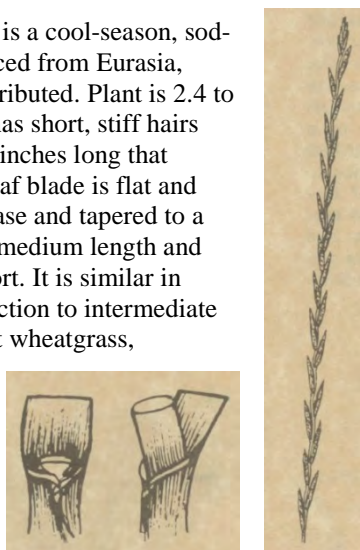 is a cool-season, sod-
ced from Eurasia,
ributed. Plant is 2.4 to
as short, stiff hairs
inches long that
af blade is flat and
ase and tapered to a
medium length and
rt. It is similar in
ction to intermediate
t wheatgrass,